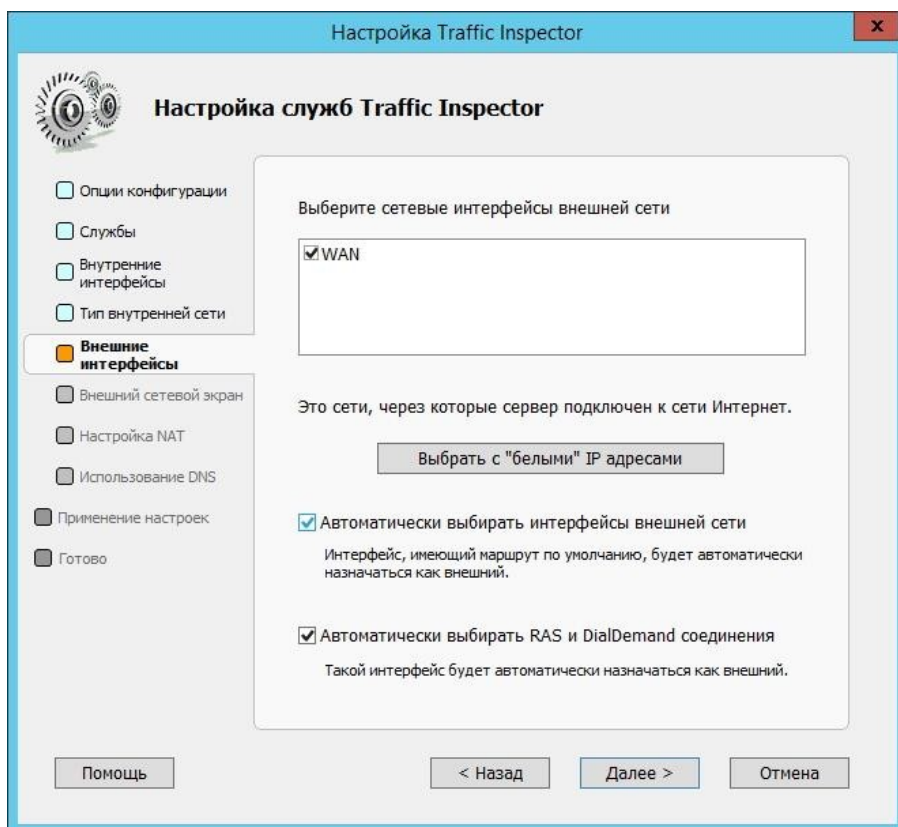 Настройка Traffic Inspector
x
Настройка служб Traffic Inspector
Опции конфигурации
Службы
Внутренние
интерфейсы
Тип внутренней сети
Внешние
интерфейсы
Внешний сетевой экран
Настройка NAT
Использование DNS
Применение настроек
Готово
Выберите сетевые интерфейсы внешней сети
WAN
Это сети, через которые сервер подключен к сети Интернет.
Выбрать с "белыми" IP адресами
Автоматически выбирать интерфейсы внешней сети
Интерфейс, имеющий маршрут по умолчанию, будет автоматически
назначаться как внешний.
Автоматически выбирать RAS и DialDemand соединения
Такой интерфейс будет автоматически назначаться как внешний.
Помощь
< Назад
Далее >
Отмена